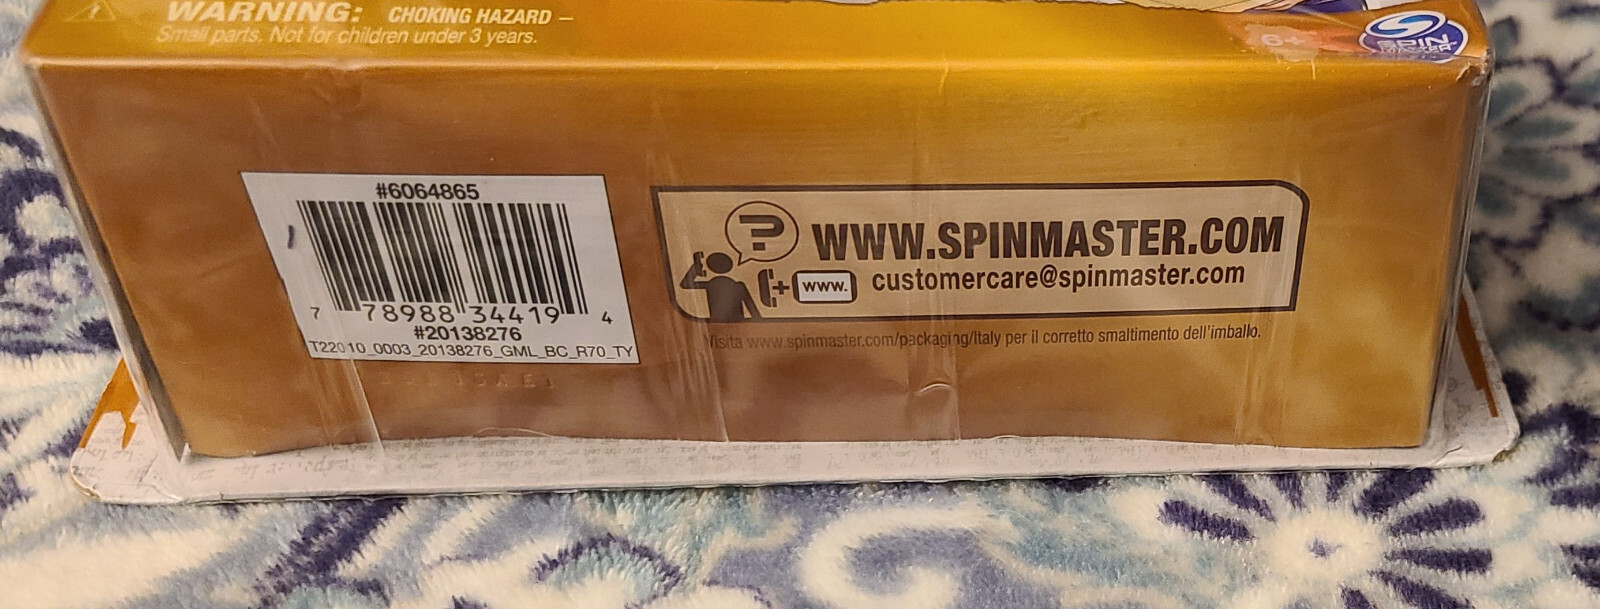 WARNING: CHOKING HAZARD –
Small parts. Not for children under 3 years.
6+
SPIN
MASTER
#6064865
7 78988 34419 4
#20138276
T22010_0003_20138276_GML_BC_R70_TY
?
WWW.SPINMASTER.COM
+ www. customercare@spinmaster.com
Visita www.spinmaster.com/packaging/Italy per il corretto smaltimento dell'imballo.